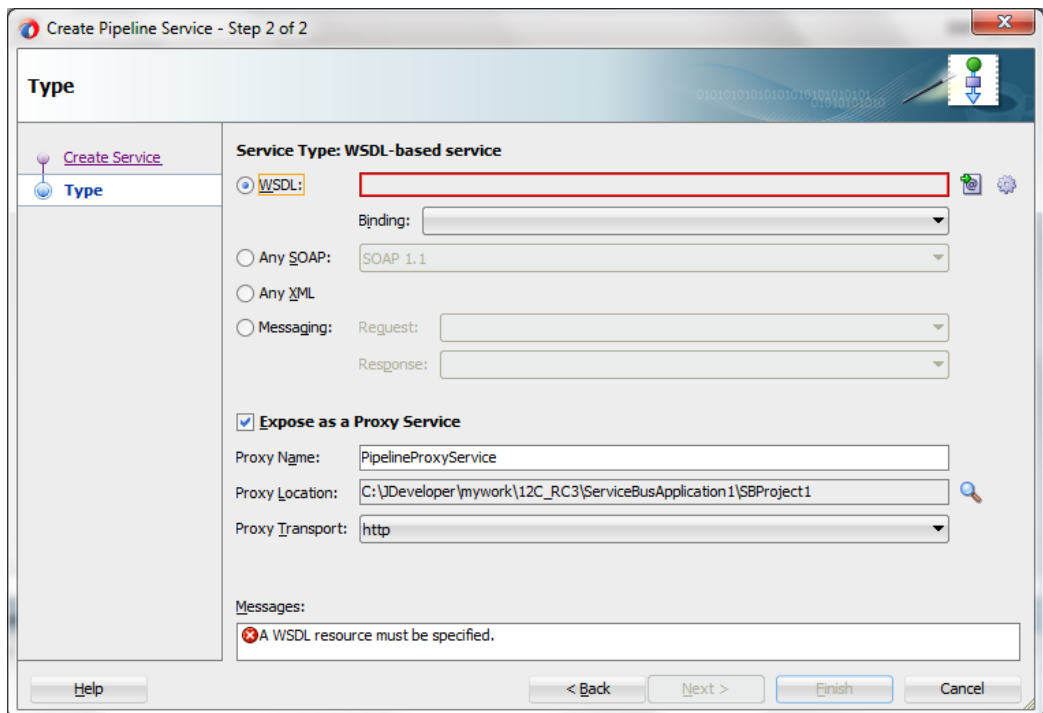 Create Pipeline Service - Step 2 of 2
Type
010101010101010101010101
01010101010
Create Service
Type
Service Type: WSDL-based service
WSDL:
Binding:
Any SOAP: SOAP 1.1
Any XML
Messaging: Request:
Response:
Expose as a Proxy Service
Proxy Name: PipelineProxyService
Proxy Location: C:\JDeveloper\mywork\12C_RC3\ServiceBusApplication1\SBProject1
Proxy Transport: http
Messages:
A WSDL resource must be specified.
Help < Back Next > Finish Cancel